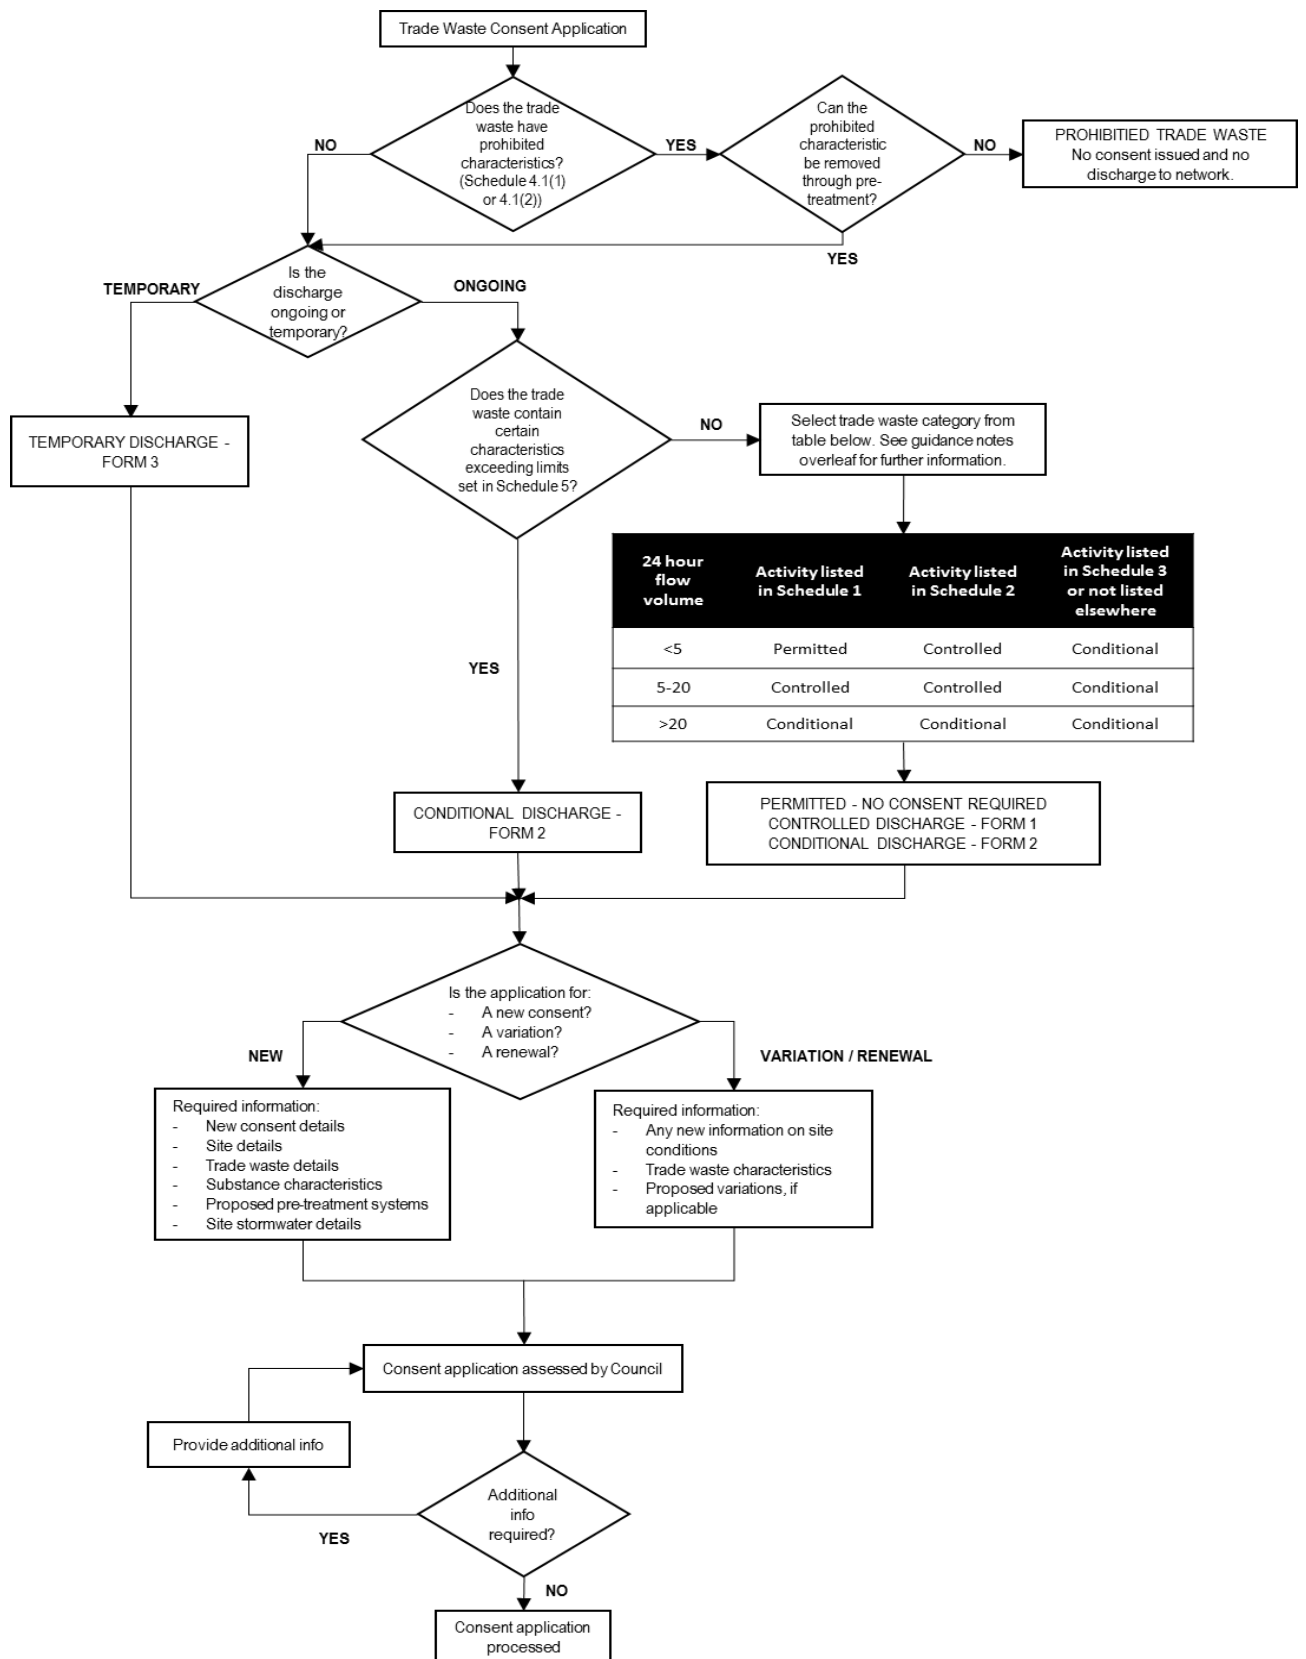 Trade Waste Consent Application
Does the trade
waste have
prohibited
characteristics?
(Schedule 4.1(1)
or 4.1(2))
NO
YES
Can the
prohibited
characteristic
be removed
through pre-
treatment?
NO
PROHIBITIED TRADE WASTE
No consent issued and no
discharge to network.
YES
Is the
discharge
ongoing or
temporary?
TEMPORARY
ONGOING
TEMPORARY DISCHARGE -
FORM 3
Does the trade
waste contain
certain
characteristics
exceeding limits
set in Schedule 5?
NO
Select trade waste category from
table below. See guidance notes
overleaf for further information.
24 hour
flow
volume
Activity listed
in Schedule 1
Activity listed
in Schedule 2
Activity listed
in Schedule 3
or not listed
elsewhere
<5 Permitted Controlled Conditional
5-20 Controlled Controlled Conditional
>20 Conditional Conditional Conditional
YES
CONDITIONAL DISCHARGE -
FORM 2
PERMITTED - NO CONSENT REQUIRED
CONTROLLED DISCHARGE - FORM 1
CONDITIONAL DISCHARGE - FORM 2
Is the application for:
- A new consent?
- A variation?
- A renewal?
NEW
VARIATION / RENEWAL
Required information:
- New consent details
- Site details
- Trade waste details
- Substance characteristics
- Proposed pre-treatment systems
- Site stormwater details
Required information:
- Any new information on site
conditions
- Trade waste characteristics
- Proposed variations, if
applicable
Consent application assessed by Council
Provide additional info
Additional
info
required?
YES
NO
Consent application
processed